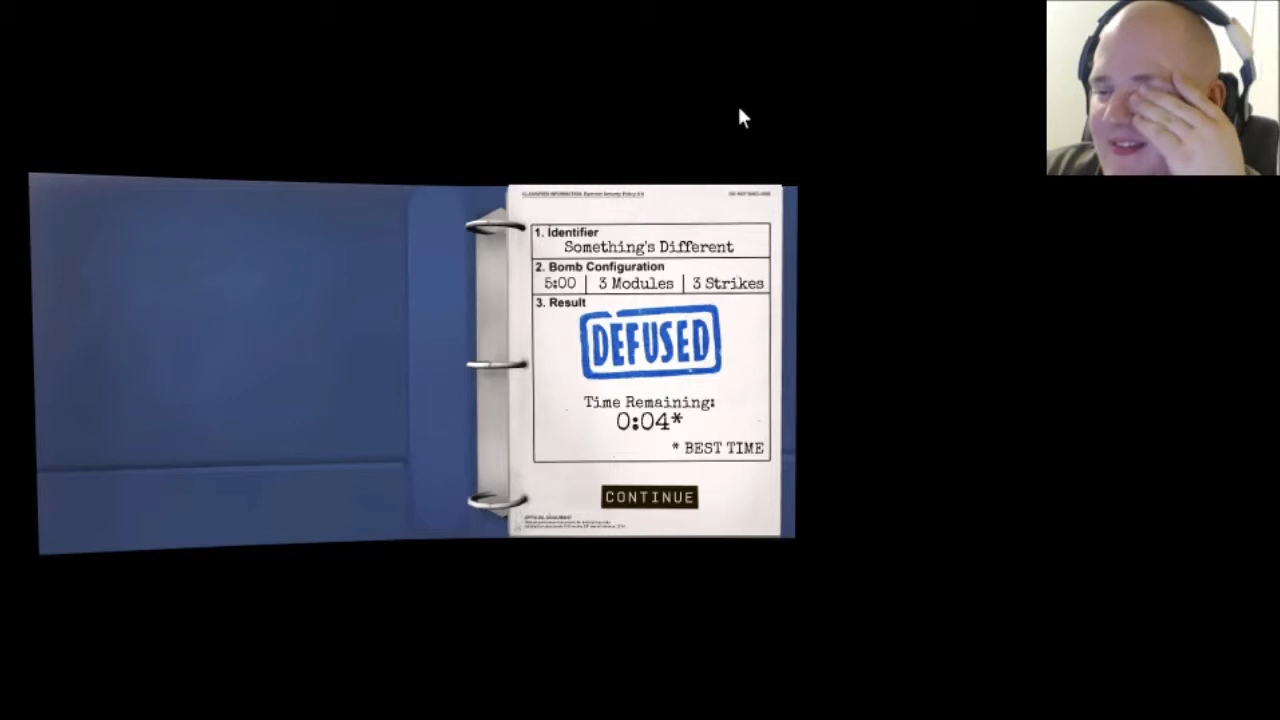 1. Identifier
Something's Different
2. Bomb Configuration
5:00 | 3 Modules | 3 Strikes
3. Result
DEFUSED
Time Remaining:
0:04*
* BEST TIME
CONTINUE